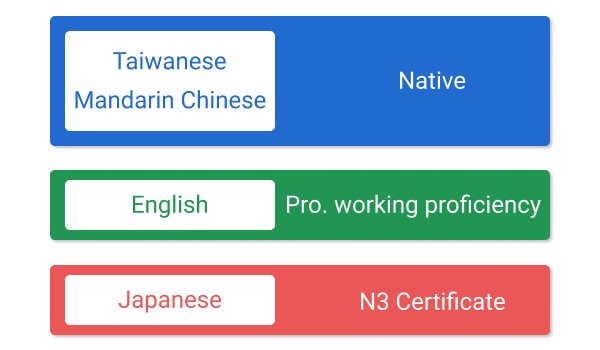 Taiwanese
Mandarin Chinese
Native
English
Pro. working proficiency
Japanese
N3 Certificate